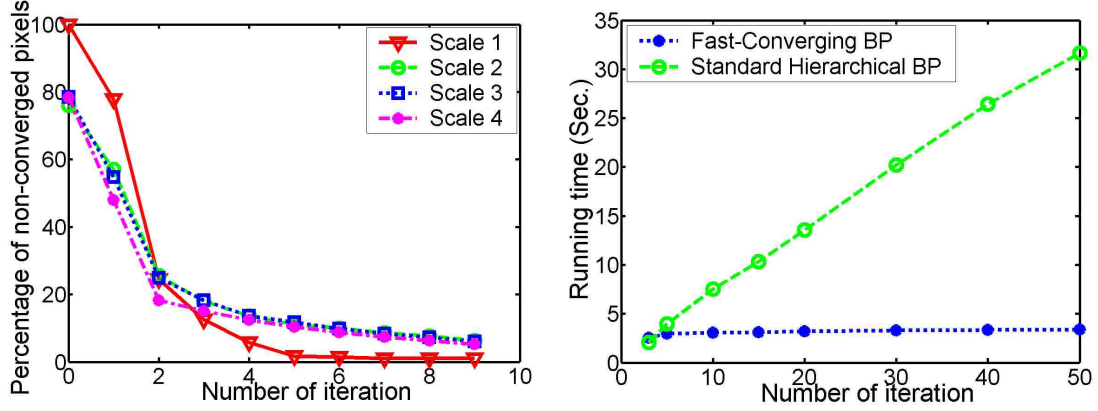 Percentage of non-converged pixels
100
80
60
40
20
0
0
2
4
6
8
10
Number of iteration
Scale 1
Scale 2
Scale 3
Scale 4
Running time (Sec.)
35
30
25
20
15
10
5
0
0
10
20
30
40
50
Number of iteration
Fast-Converging BP
Standard Hierarchical BP